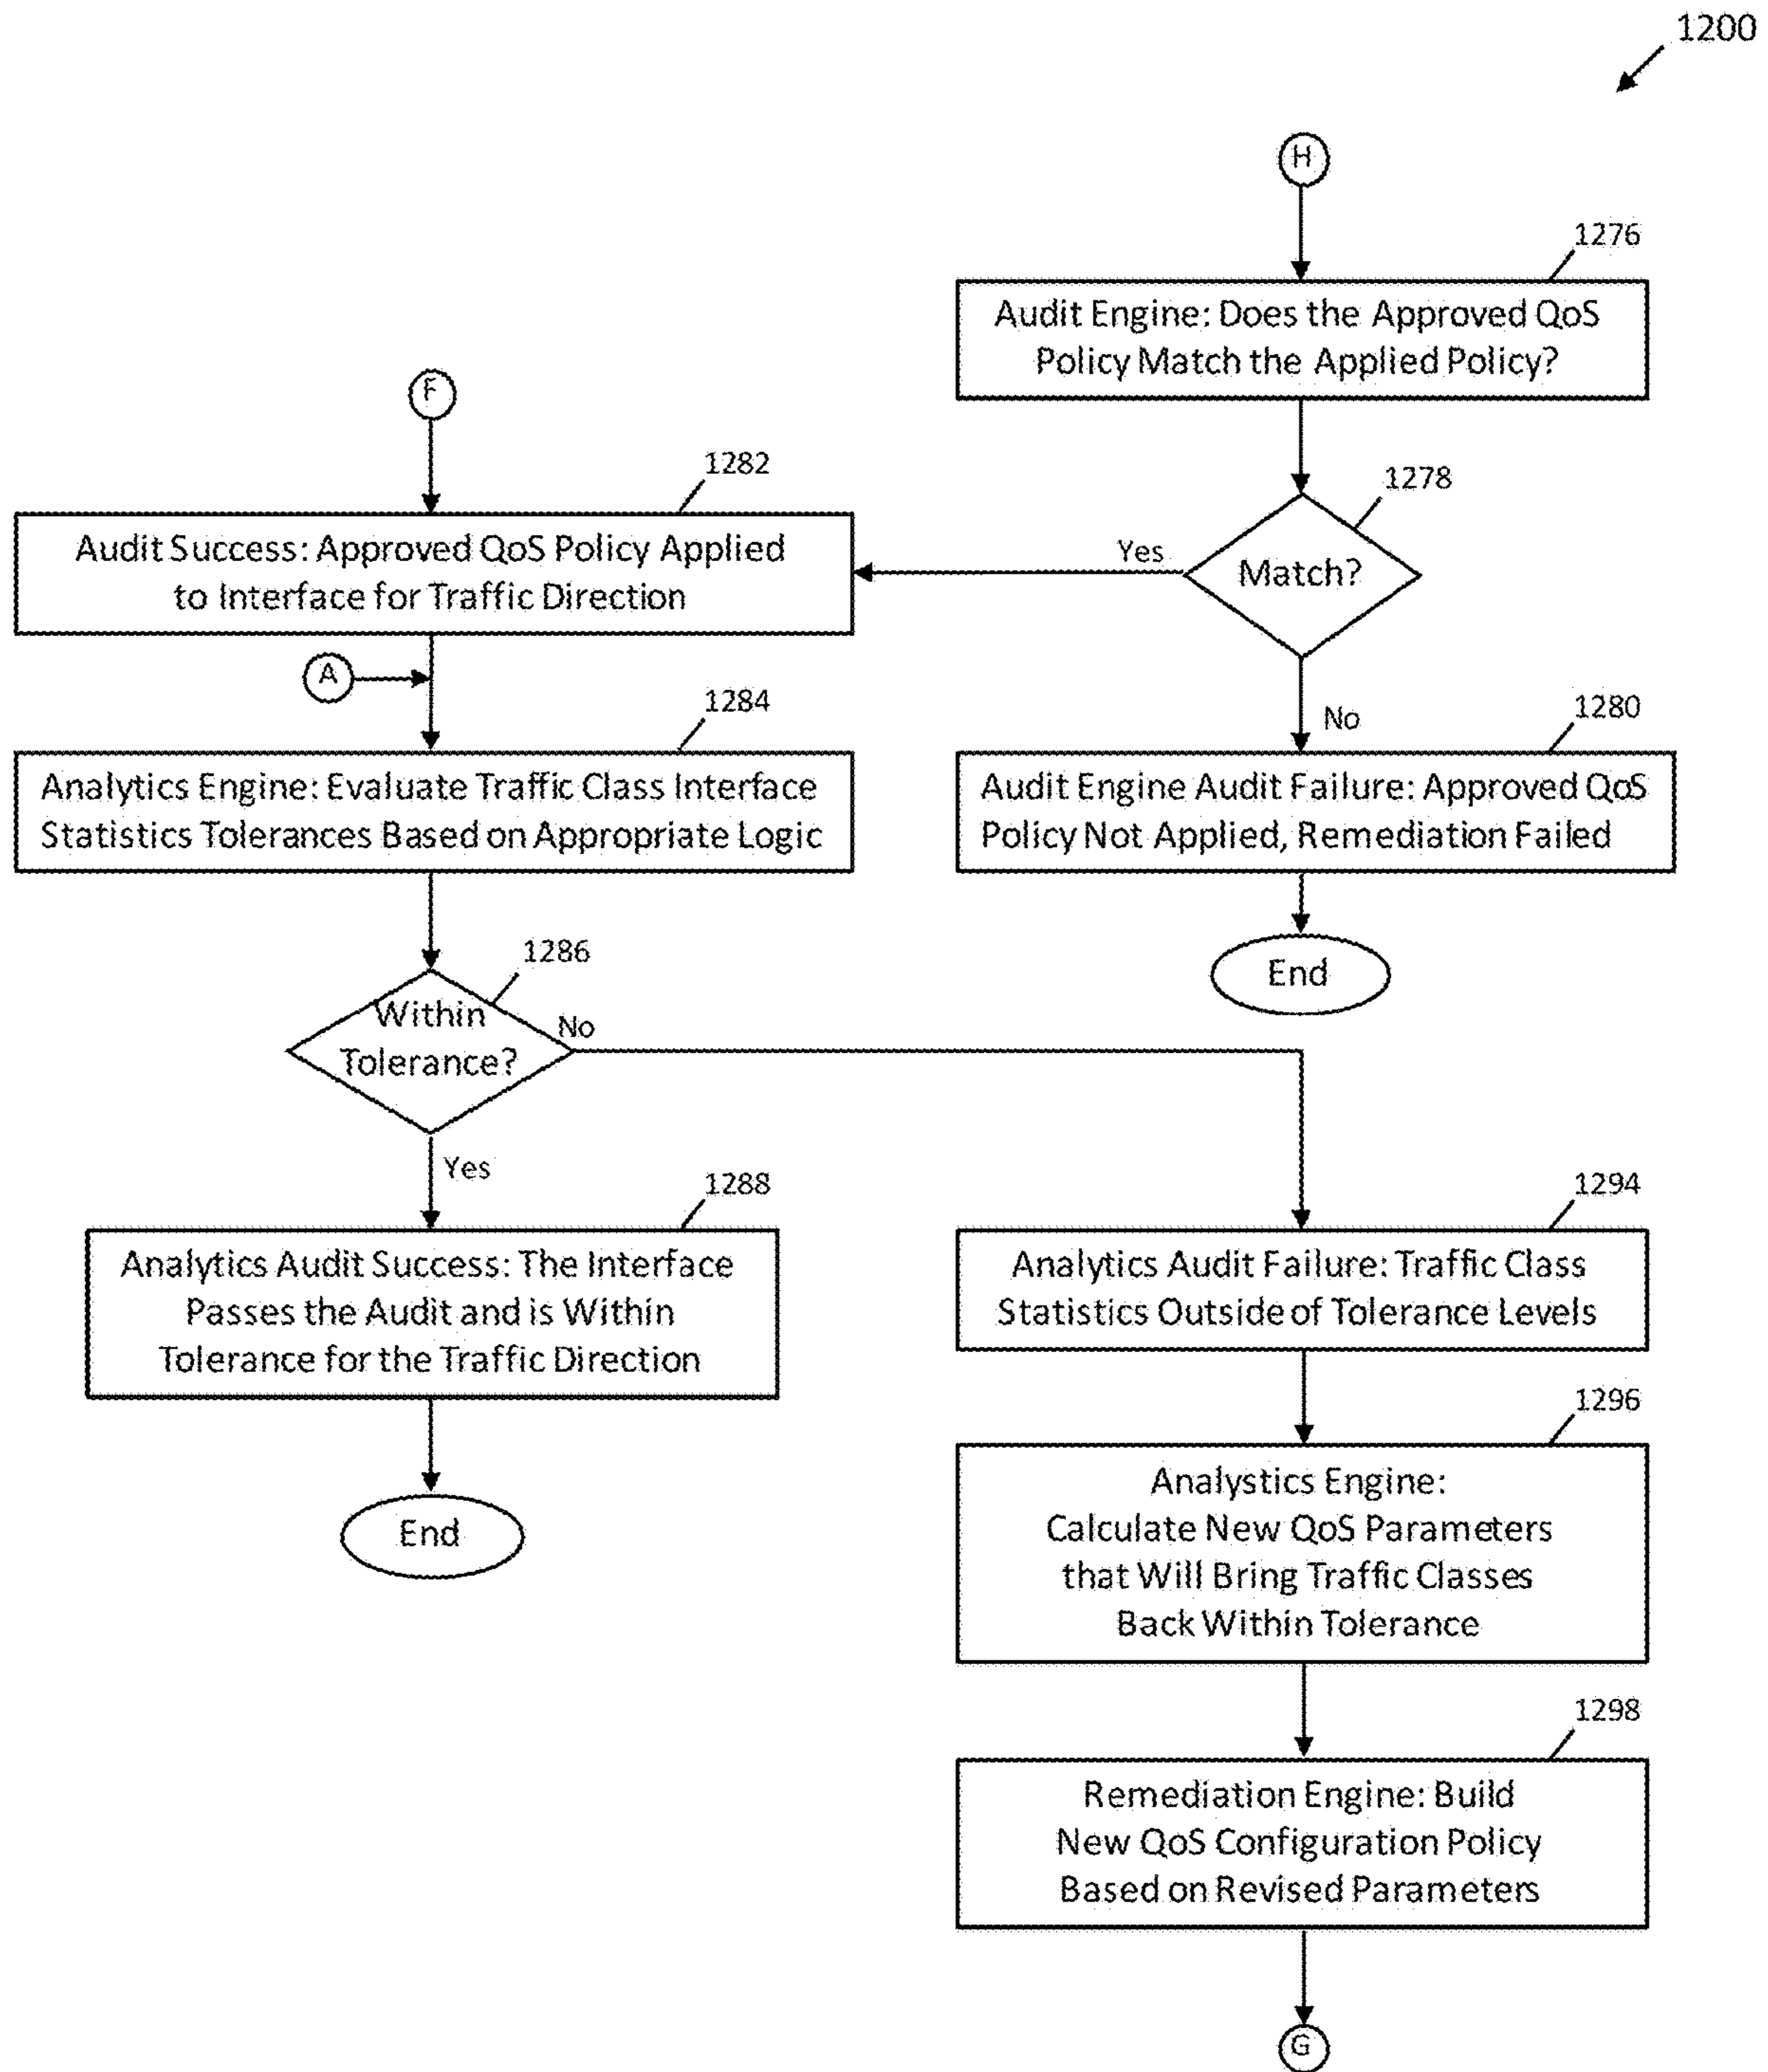 1200
H
1276
Audit Engine: Does the Approved QoS
Policy Match the Applied Policy?
F
1282
Audit Success: Approved QoS Policy Applied
to Interface for Traffic Direction
1278
Match?
Yes
No
A
1284
Analytics Engine: Evaluate Traffic Class Interface
Statistics Tolerances Based on Appropriate Logic
1280
Audit Engine Audit Failure: Approved QoS
Policy Not Applied, Remediation Failed
End
1286
Within
Tolerance?
No
Yes
1288
Analytics Audit Success: The Interface
Passes the Audit and is Within
Tolerance for the Traffic Direction
End
1294
Analytics Audit Failure: Traffic Class
Statistics Outside of Tolerance Levels
1296
Analystics Engine:
Calculate New QoS Parameters
that Will Bring Traffic Classes
Back Within Tolerance
1298
Remediation Engine: Build
New QoS Configuration Policy
Based on Revised Parameters
G